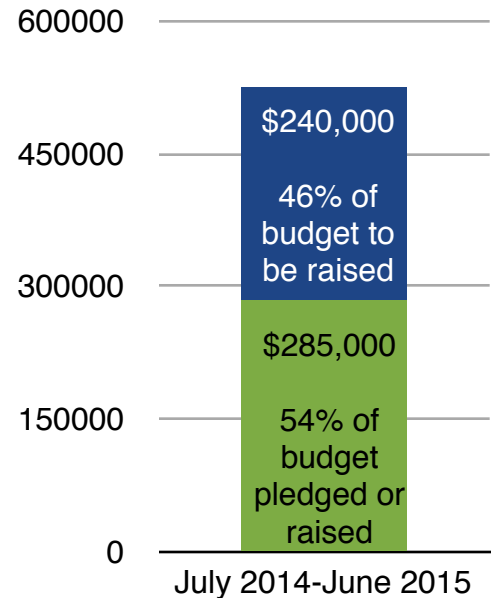 600000
$240,000
450000
46% of
budget to
be raised
300000
$285,000
150000
54% of
budget
pledged or
raised
0
July 2014-June 2015